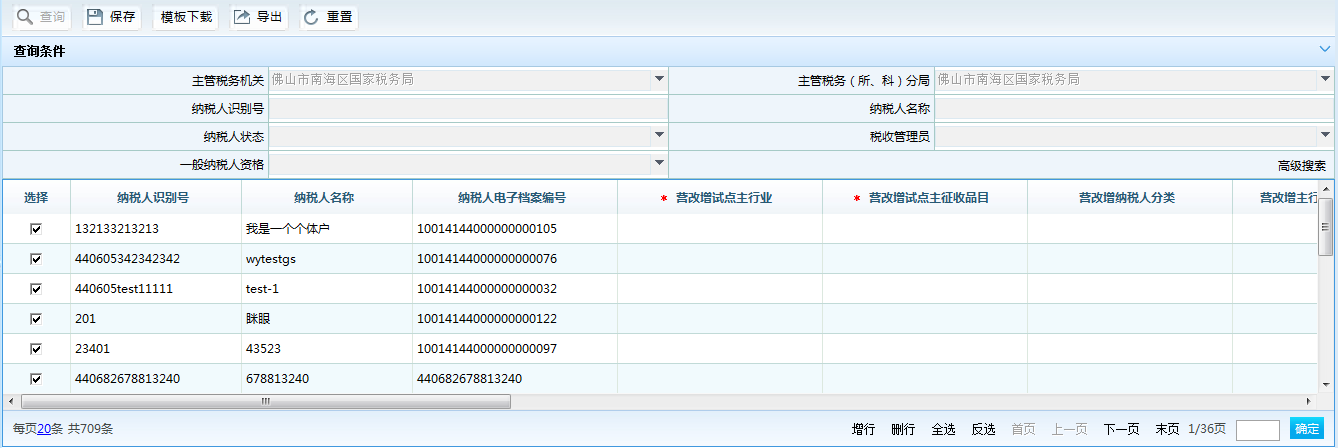 查询 保存 模板下载 导出 重置
查询条件
主管税务机关 佛山市南海区国家税务局 主管税务（所、科）分局 佛山市南海区国家税务局
纳税人识别号 纳税人名称
纳税人状态 税收管理员
一般纳税人资格 高级搜索
选择 纳税人识别号 纳税人名称 纳税人电子档案编号 * 营改增试点主行业 * 营改增试点主征收品目 营改增纳税人分类 营改增主行
132133213213 我是一个个体户 10014144000000000105
440605342342342 wytestgs 10014144000000000076
440605test11111 test-1 10014144000000000032
201 眯眼 10014144000000000122
23401 43523 10014144000000000097
440682678813240 678813240 440682678813240
每页20条 共709条 增行 删行 全选 反选 首页 上一页 下一页 末页 1/36页 确定